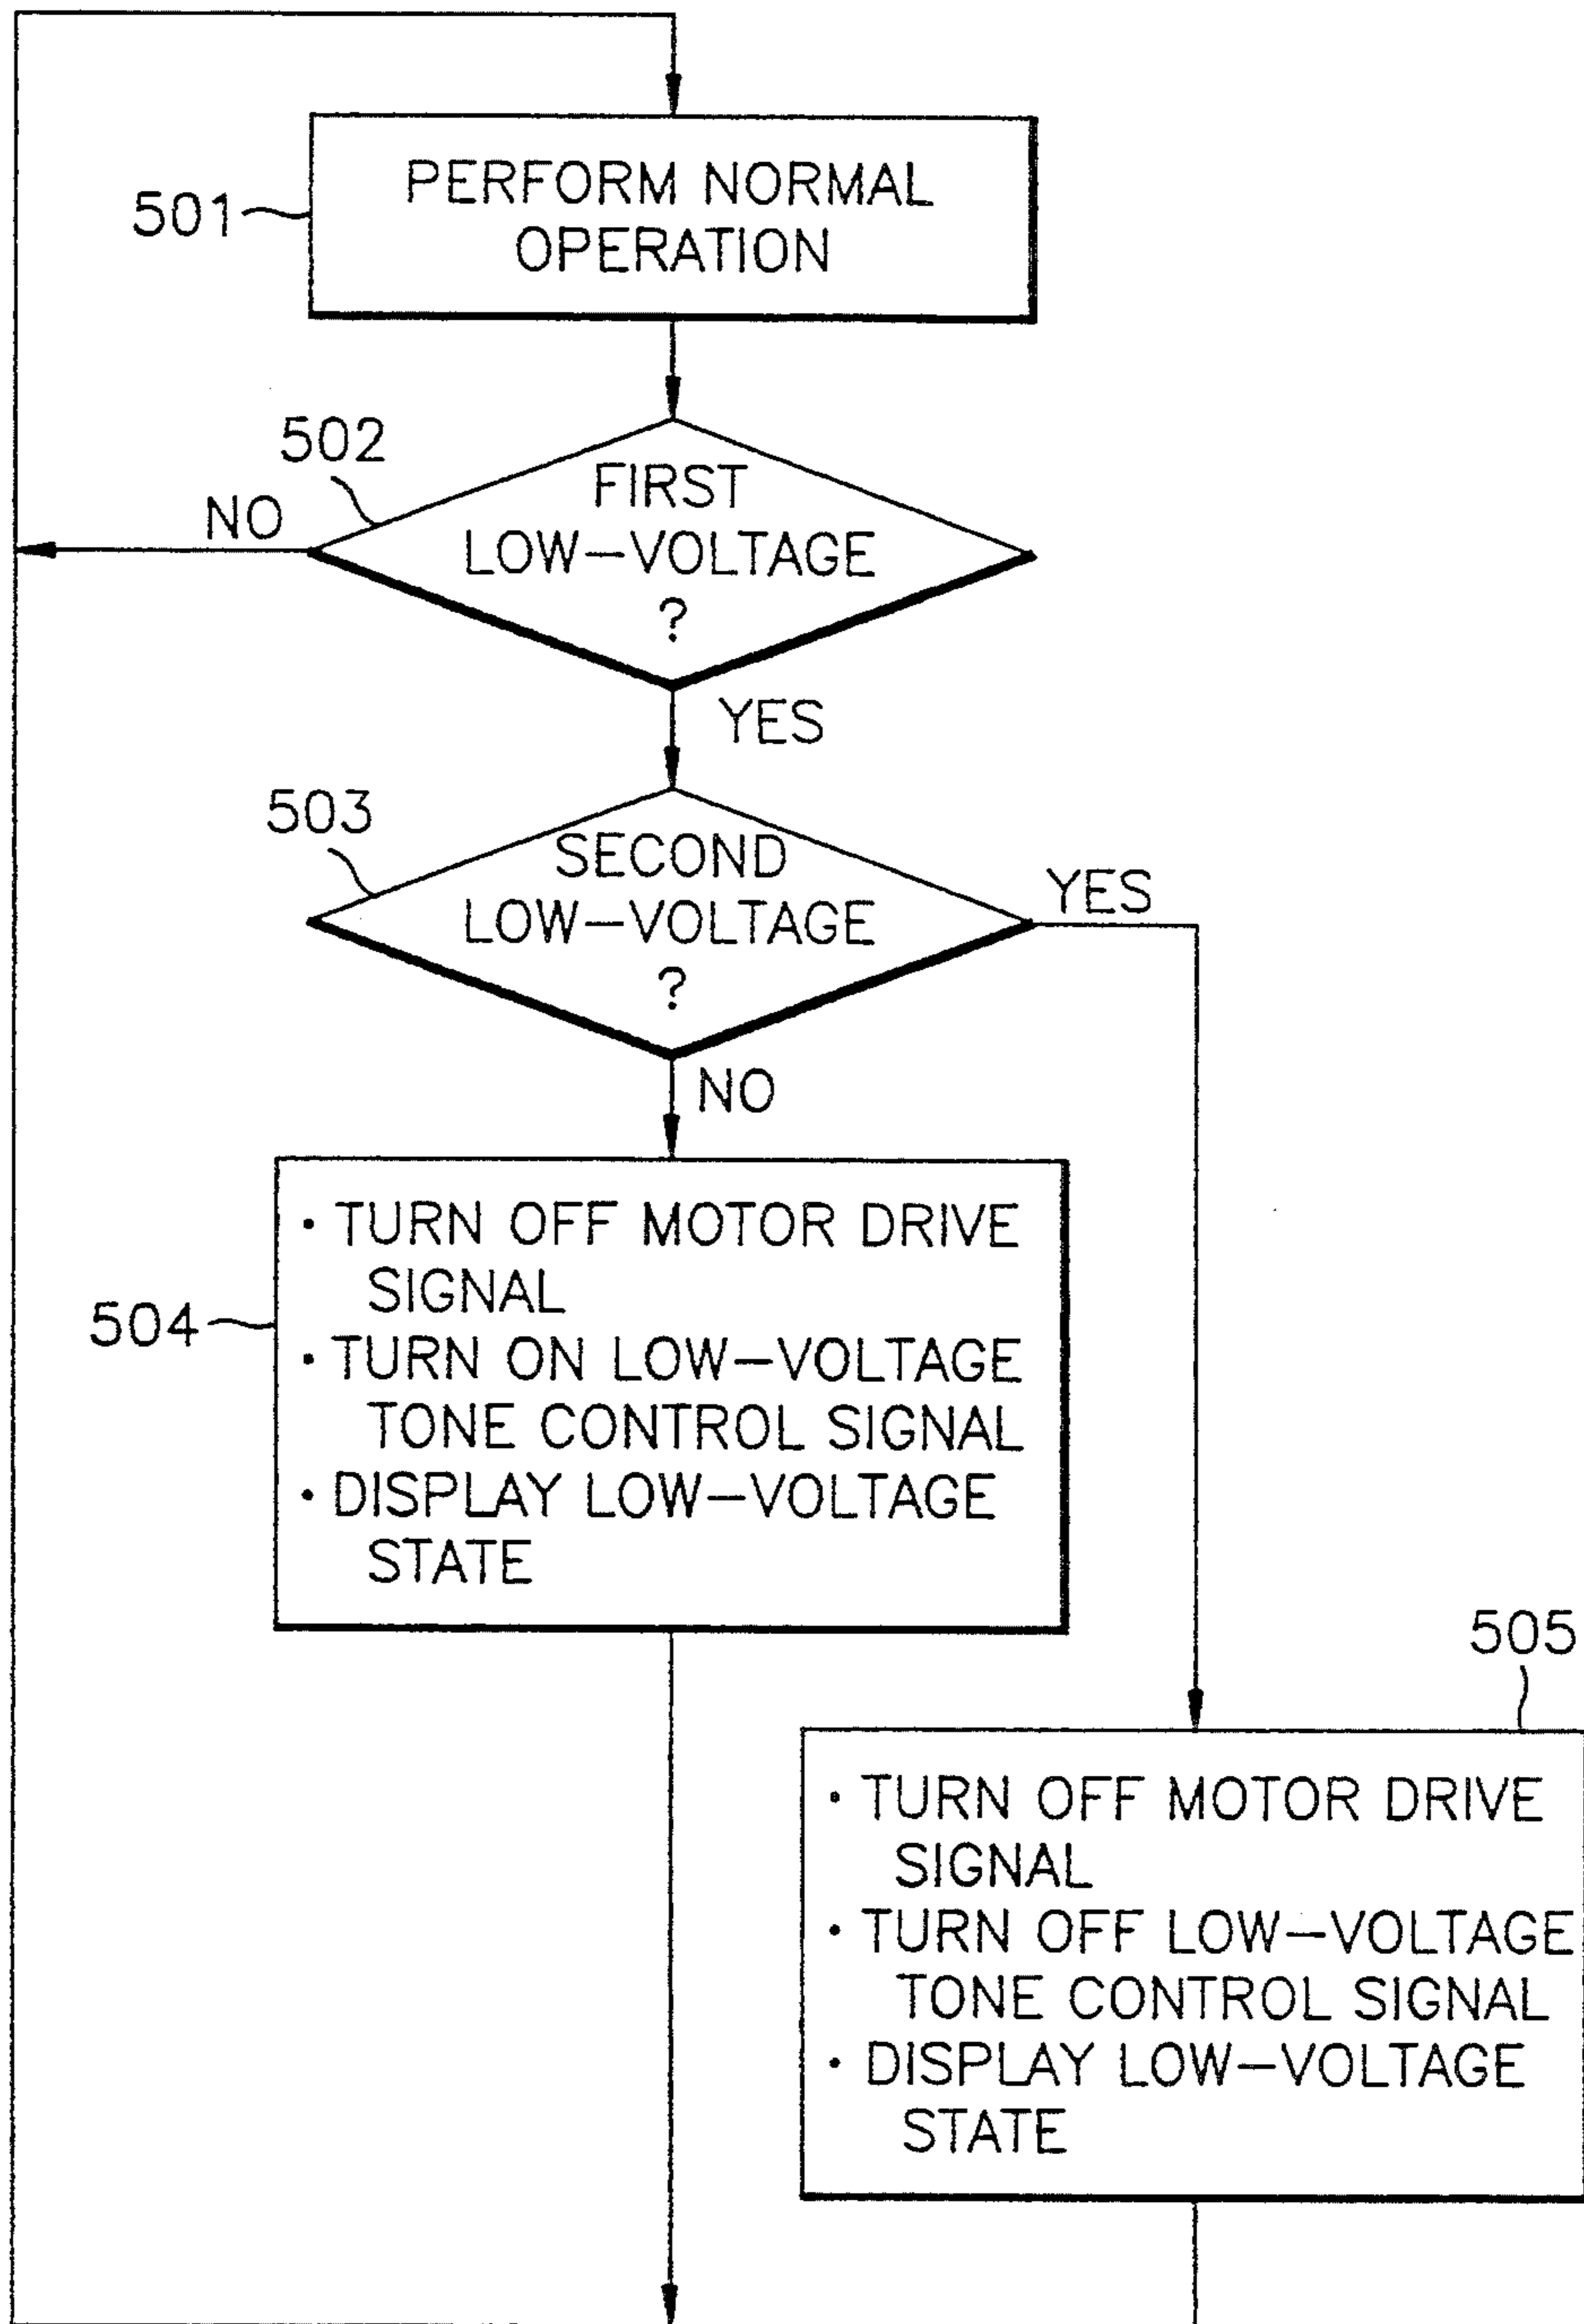 PERFORM NORMAL
OPERATION
501
502
FIRST
LOW-VOLTAGE
?
NO
YES
503
SECOND
LOW-VOLTAGE
?
YES
NO
504
· TURN OFF MOTOR DRIVE
SIGNAL
· TURN ON LOW-VOLTAGE
TONE CONTROL SIGNAL
· DISPLAY LOW-VOLTAGE
STATE
505
· TURN OFF MOTOR DRIVE
SIGNAL
· TURN OFF LOW-VOLTAGE
TONE CONTROL SIGNAL
· DISPLAY LOW-VOLTAGE
STATE